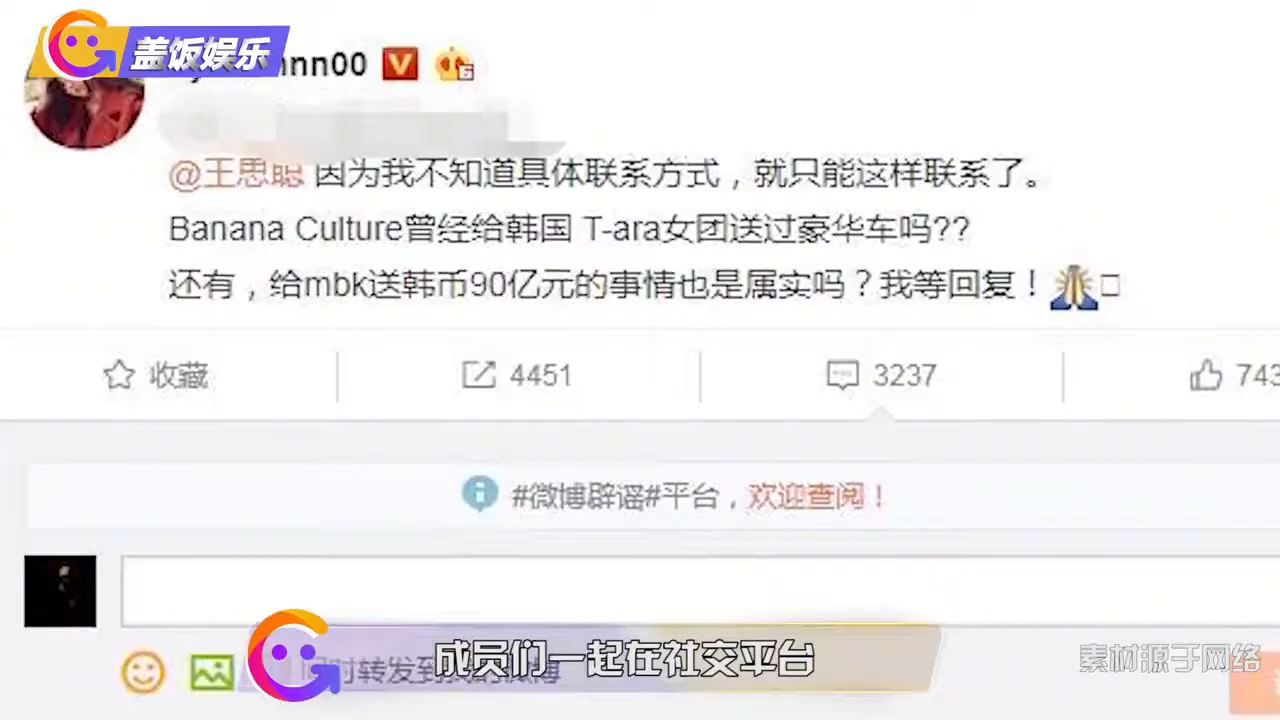 盖饭娱乐
nn00
@王思聪 因为我不知道具体联系方式，就只能这样联系了。
Banana Culture曾经给韩国 T-ara女团送过豪华车吗??
还有，给mbk送韩币90亿元的事情也是属实吗？我等回复！🙏
收藏
4451
3237
743
#微博辟谣#平台，欢迎查阅！
成员们一起在社交平台
素材源于网络